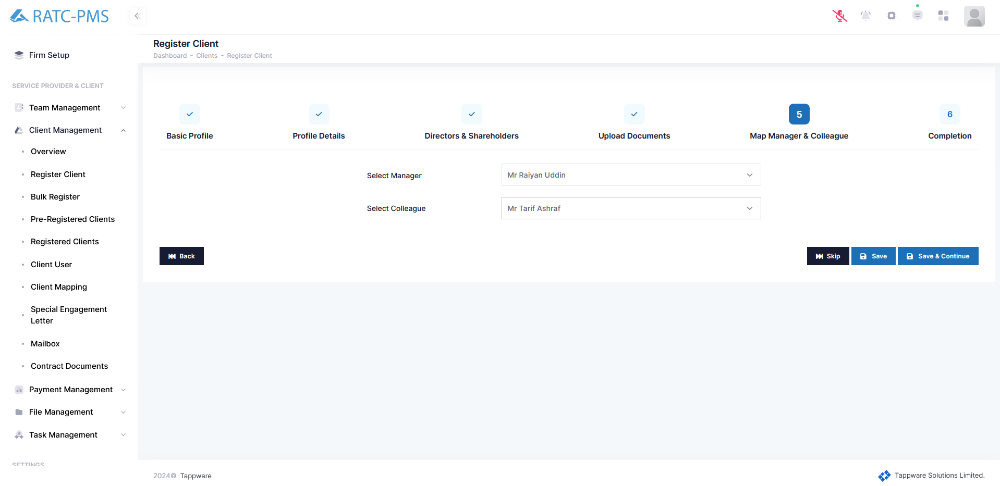 RATC-PMS
Register Client
Dashboard - Clients - Register Client
Firm Setup
SERVICE PROVIDER & CLIENT
Team Management
Client Management
Overview
Register Client
Bulk Register
Pre-Registered Clients
Registered Clients
Client User
Client Mapping
Special Engagement
Letter
Mailbox
Contract Documents
Payment Management
File Management
Task Management
SETTINGS
5
6
Basic Profile
Profile Details
Directors & Shareholders
Upload Documents
Map Manager & Colleague
Completion
Select Manager
Mr Raiyan Uddin
Select Colleague
Mr Tarif Ashraf
Back
Skip
Save
Save & Continue
2024© Tappware
Tappware Solutions Limited.